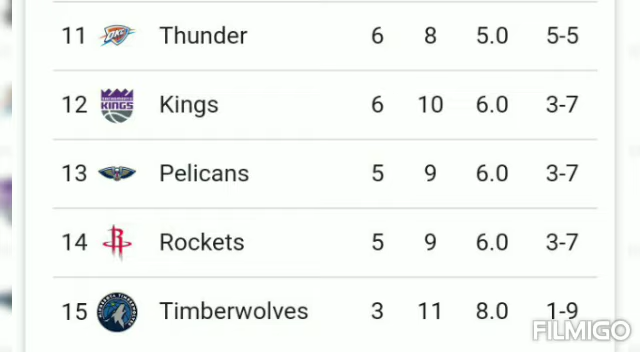 11 Thunder 6 8 5.0 5-5
12 KINGS Kings 6 10 6.0 3-7
13 Pelicans 5 9 6.0 3-7
14 R Rockets 5 9 6.0 3-7
15 Timberwolves 3 11 8.0 1-9
FILMIGO